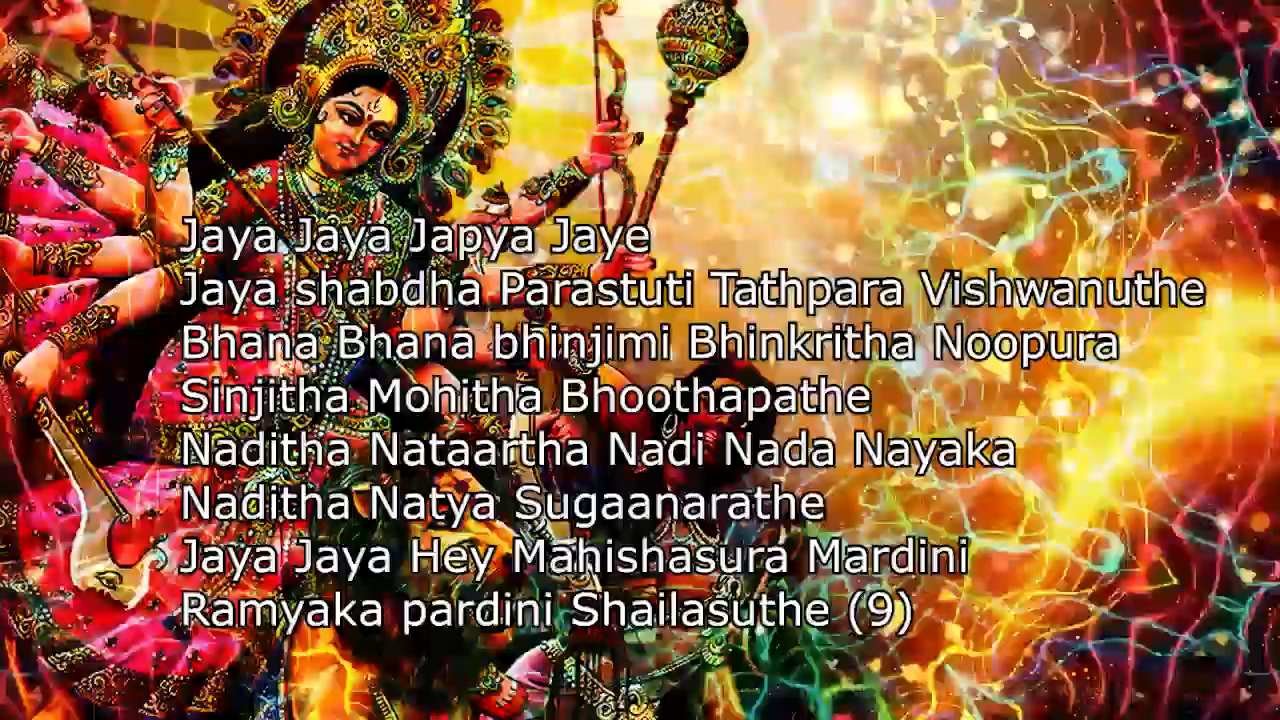 Jaya Jaya Japya Jaye
Jaya shabdha Parastuti Tathpara Vishwanuthe
Bhana Bhana bhinjimi Bhinkritha Noopura
Sinjitha Mohitha Bhoothapathe
Naditha Nataartha Nadi Nada Nayaka
Naditha Natya Sugaanarathe
Jaya Jaya Hey Mahishasura Mardini
Ramyaka pardini Shailasuthe (9)